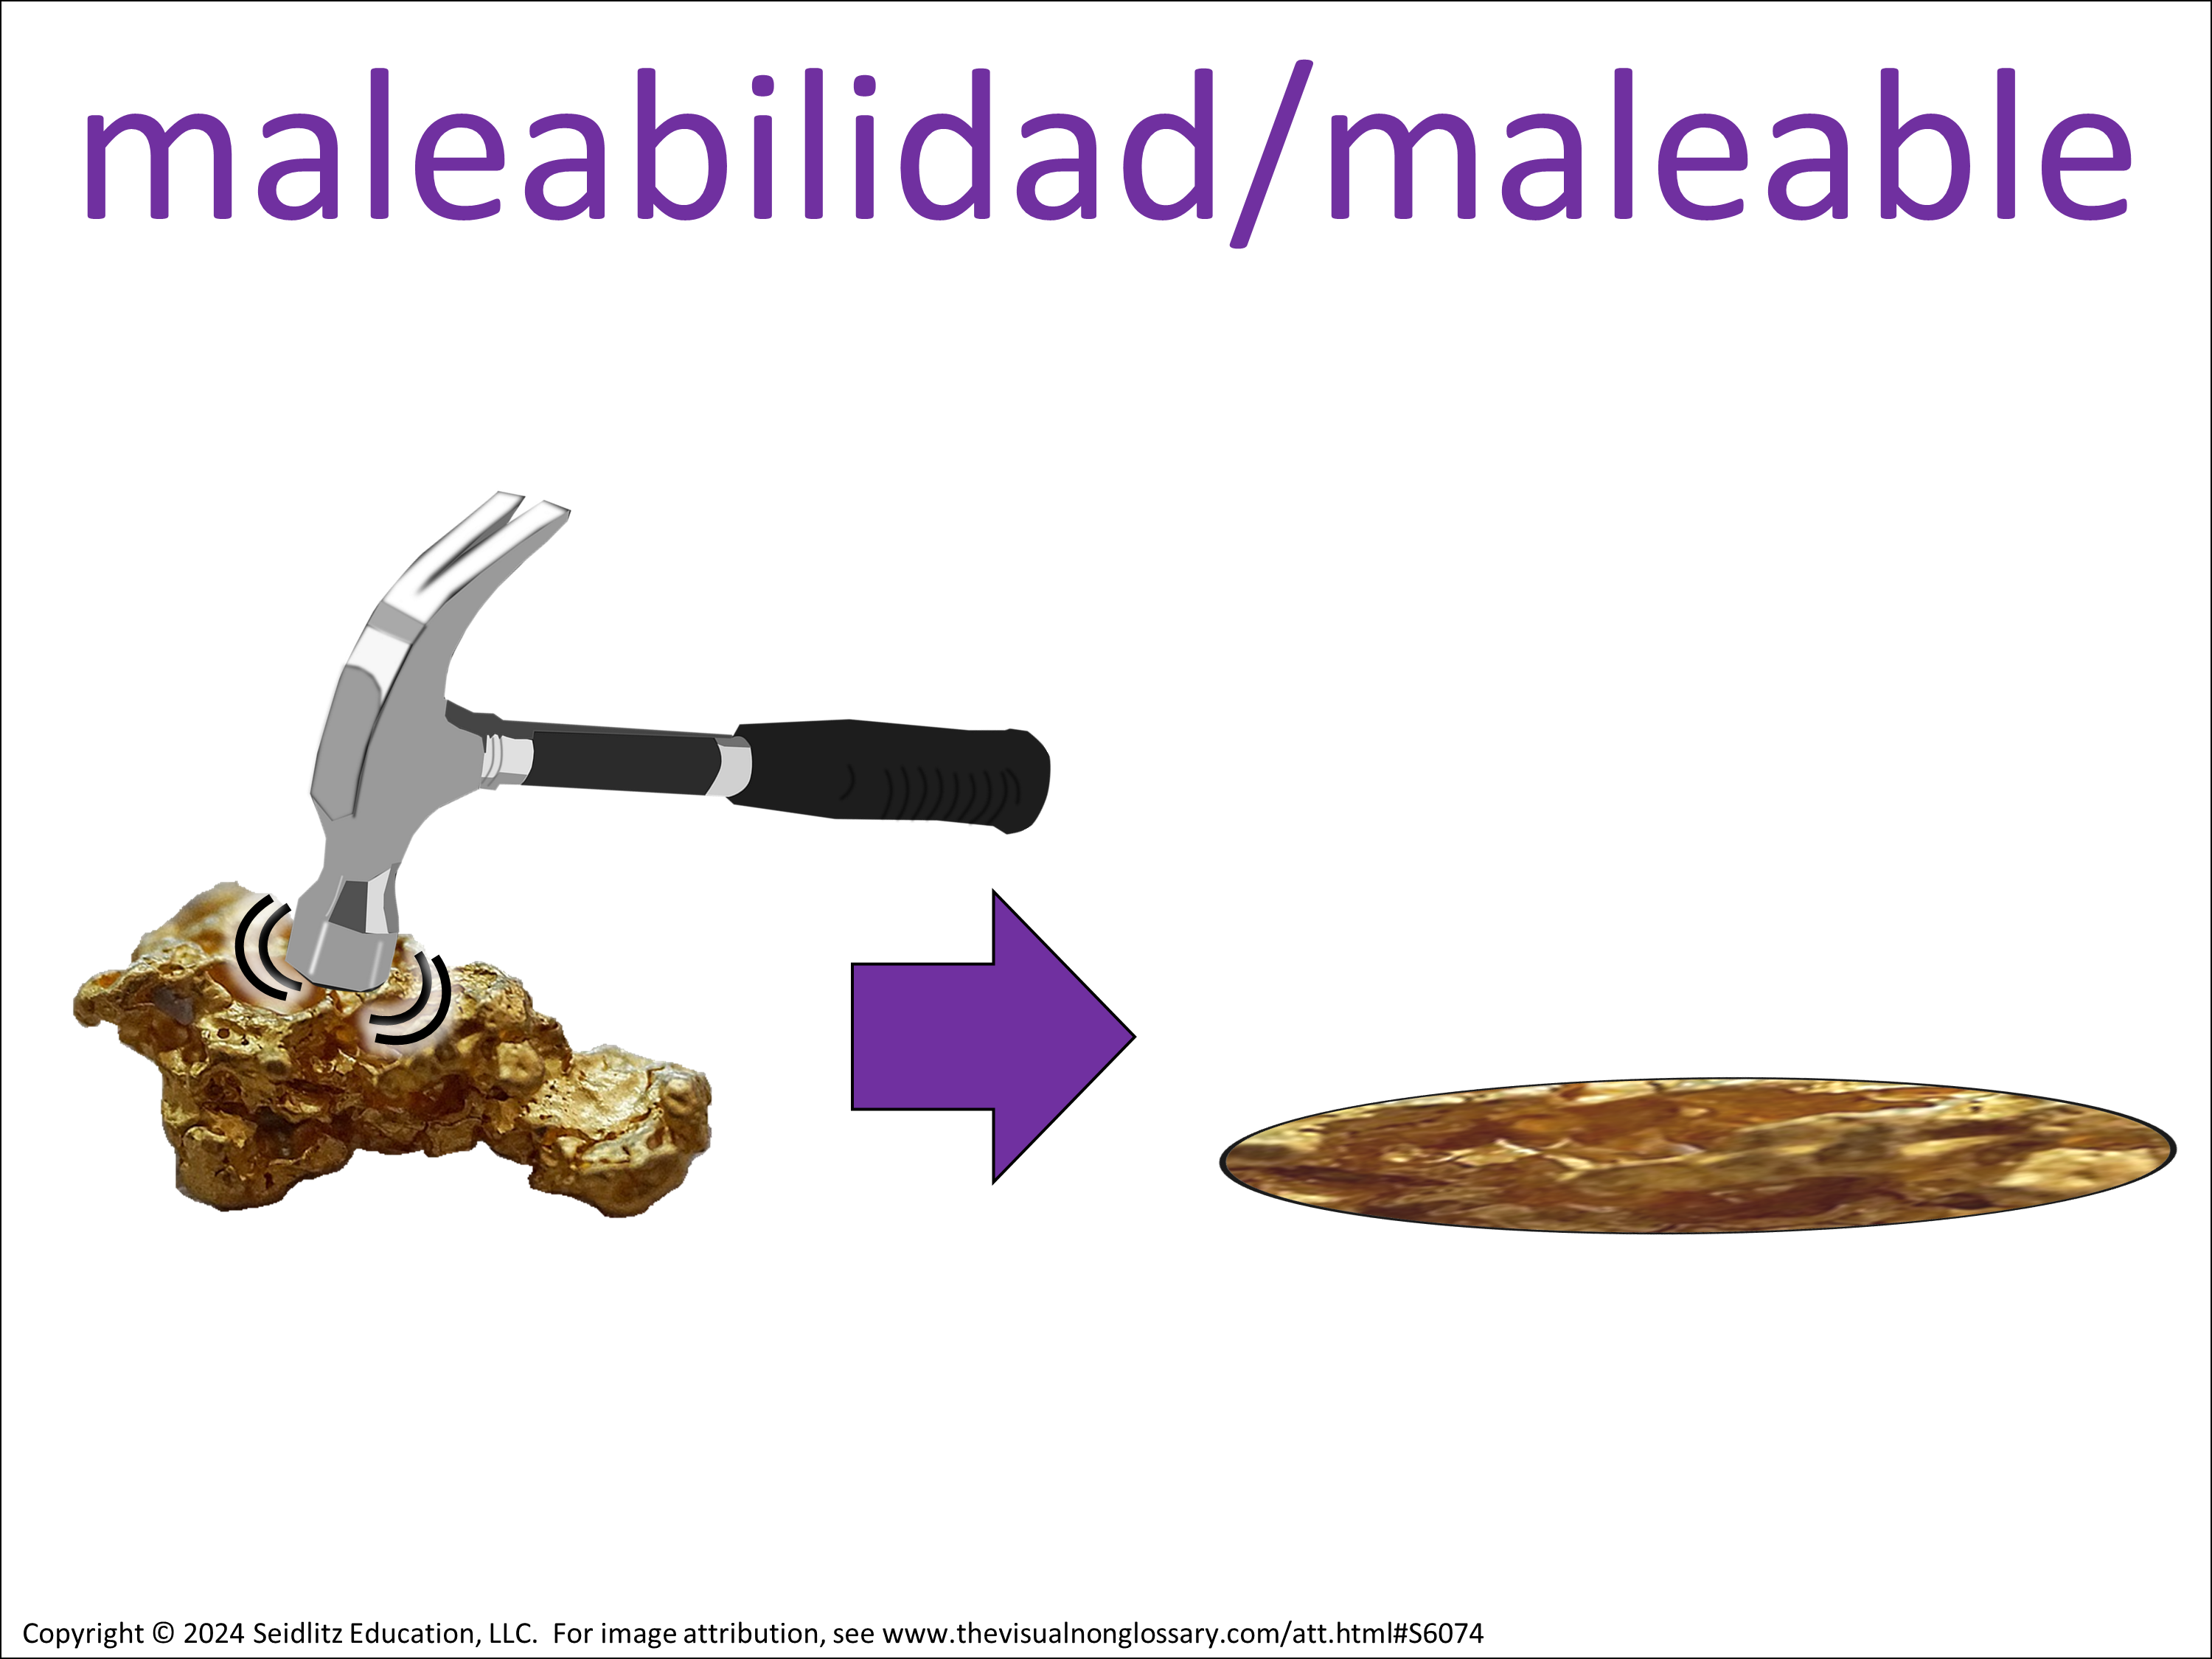 maleabilidad/maleable
Copyright © 2024 Seidlitz Education, LLC.  For image attribution, see www.thevisualnonglossary.com/att.html#S6074